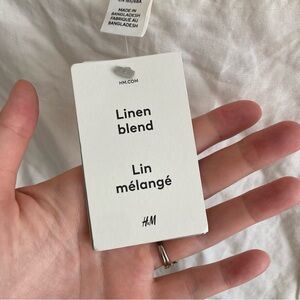 MADE IN
BANGLADESH
FABRIQUÉ AU
BANGLADESH
HM.COM
Linen
blend
Lin
mélangé
H&M